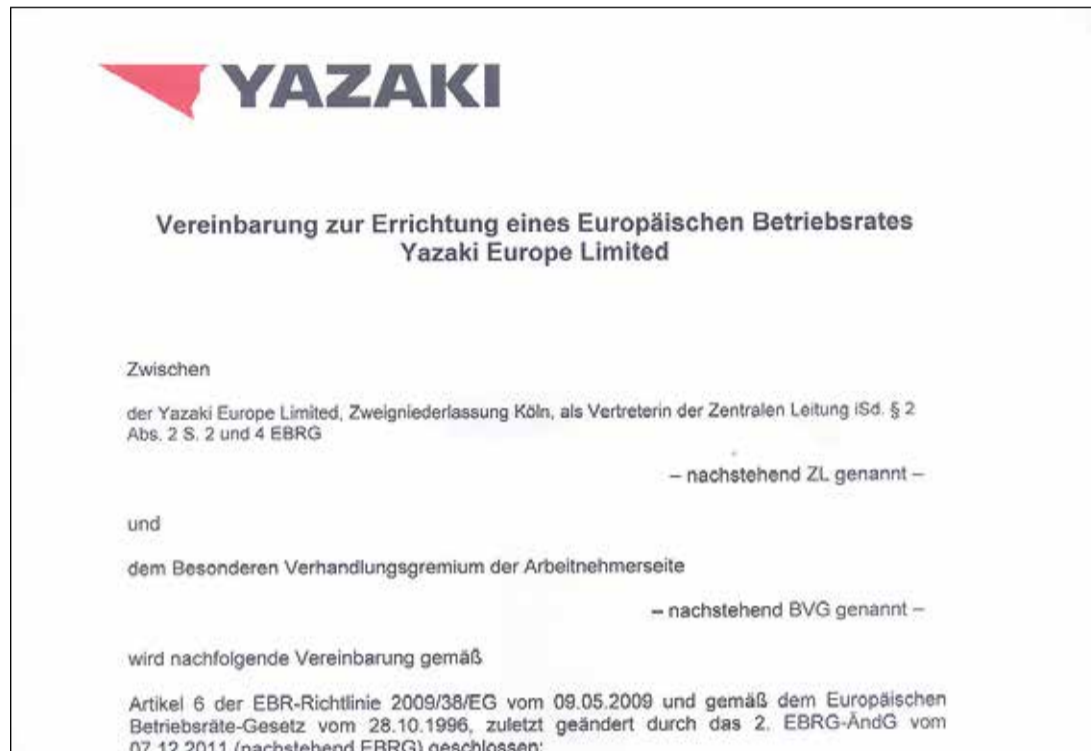 YAZAKI
Vereinbarung zur Errichtung eines Europäischen Betriebsrates
Yazaki Europe Limited
Zwischen
der Yazaki Europe Limited, Zweigniederlassung Köln, als Vertreterin der Zentralen Leitung iSd. § 2
Abs. 2 S. 2 und 4 EBRG
– nachstehend ZL genannt –
und
dem Besonderen Verhandlungsgremium der Arbeitnehmerseite
– nachstehend BVG genannt –
wird nachfolgende Vereinbarung gemäß
Artikel 6 der EBR-Richtlinie 2009/38/EG vom 09.05.2009 und gemäß dem Europäischen
Betriebsräte-Gesetz vom 28.10.1996, zuletzt geändert durch das 2. EBRG-ÄndG vom
07.12.2011 (nachstehend EBRG) geschlossen: